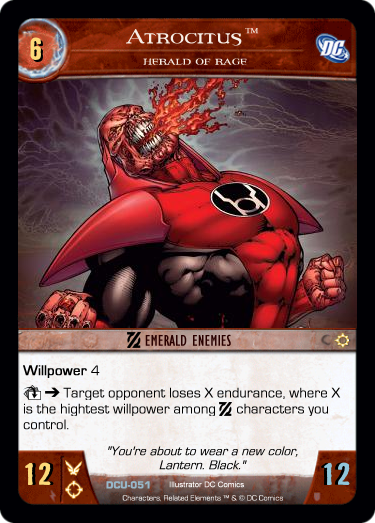 6
ATROCITUS™
HERALD OF RAGE
DC
EMERALD ENEMIES
Willpower 4
➔ Target opponent loses X endurance, where X
is the hightest willpower among characters you
control.
"You're about to wear a new color,
Lantern. Black."
12
DCU-051 Illustrator DC Comics
12
Characters, Related Elements ™ & © DC Comics